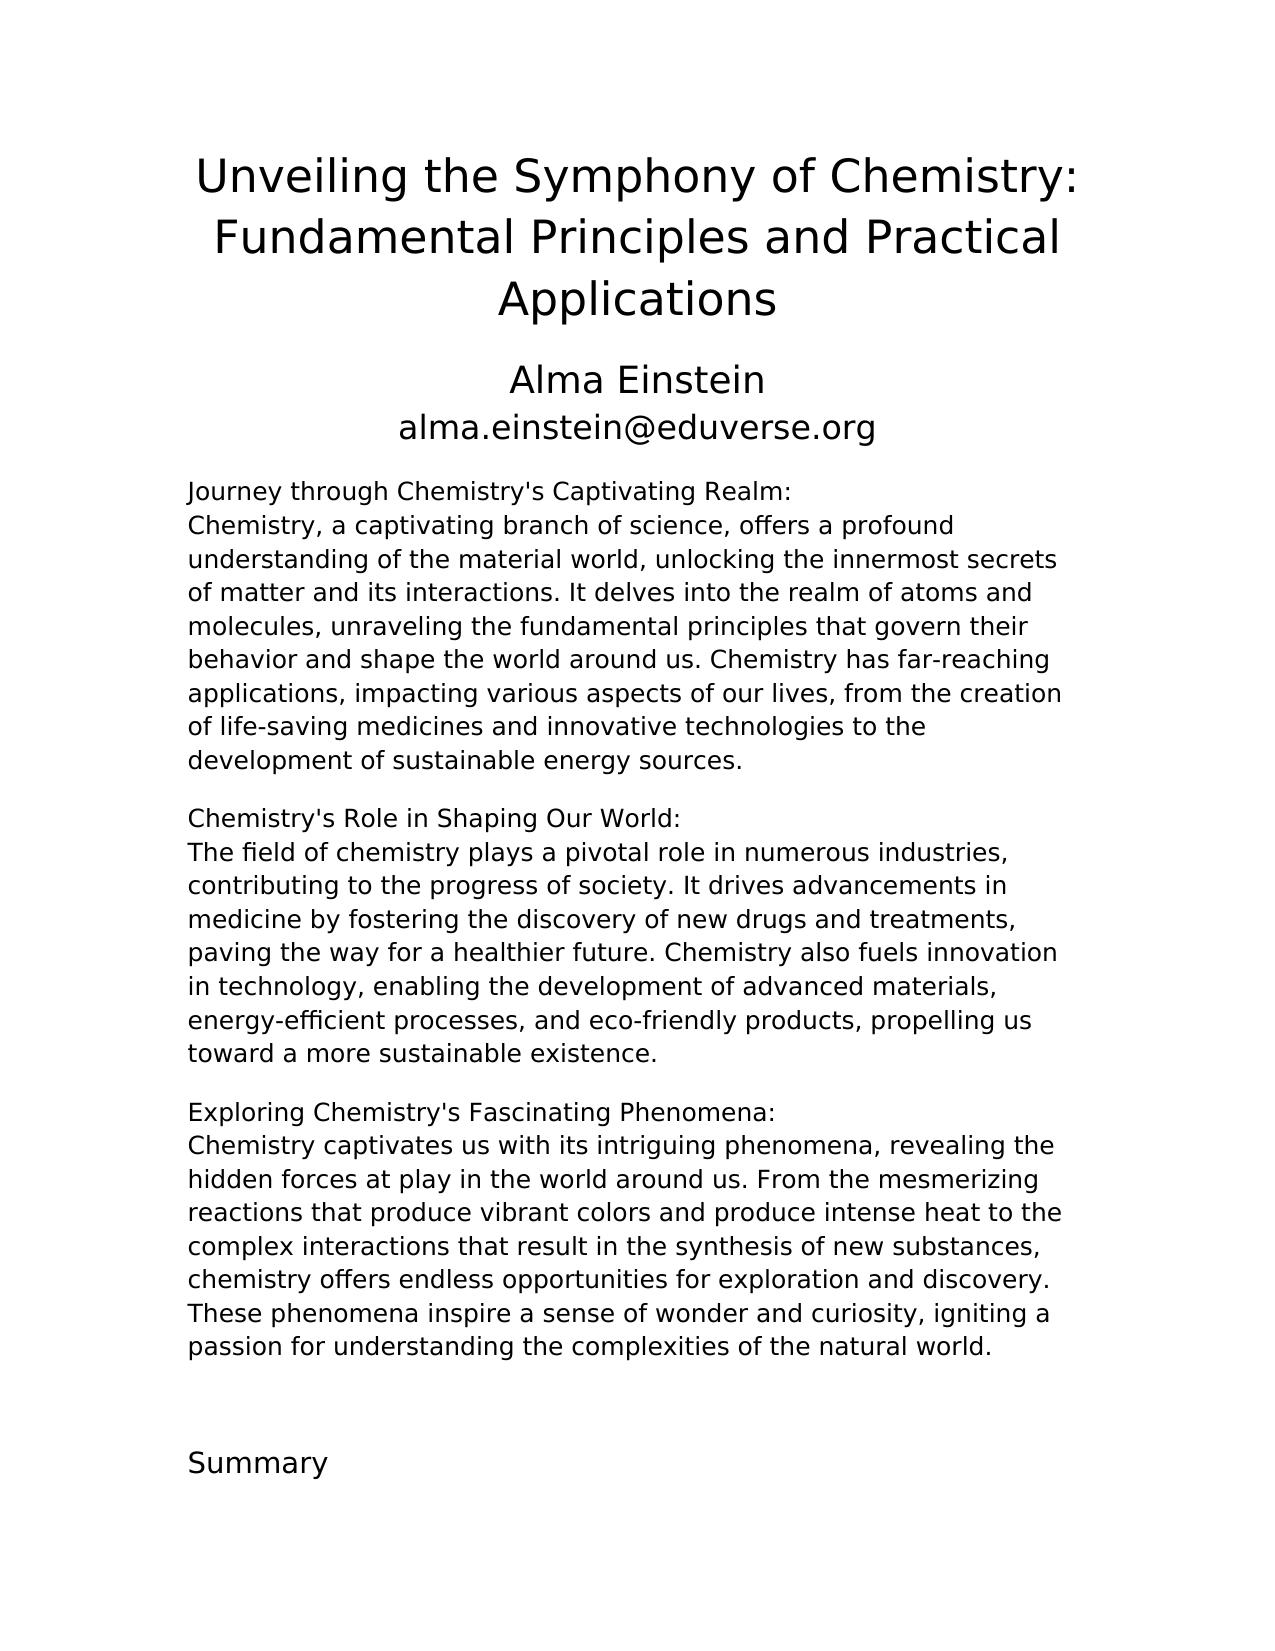 Unveiling the Symphony of Chemistry:
Fundamental Principles and Practical
Applications
Alma Einstein
alma.einstein@eduverse.org
Journey through Chemistry's Captivating Realm:
Chemistry, a captivating branch of science, offers a profound
understanding of the material world, unlocking the innermost secrets
of matter and its interactions. It delves into the realm of atoms and
molecules, unraveling the fundamental principles that govern their
behavior and shape the world around us. Chemistry has far-reaching
applications, impacting various aspects of our lives, from the creation
of life-saving medicines and innovative technologies to the
development of sustainable energy sources.
Chemistry's Role in Shaping Our World:
The field of chemistry plays a pivotal role in numerous industries,
contributing to the progress of society. It drives advancements in
medicine by fostering the discovery of new drugs and treatments,
paving the way for a healthier future. Chemistry also fuels innovation
in technology, enabling the development of advanced materials,
energy-efficient processes, and eco-friendly products, propelling us
toward a more sustainable existence.
Exploring Chemistry's Fascinating Phenomena:
Chemistry captivates us with its intriguing phenomena, revealing the
hidden forces at play in the world around us. From the mesmerizing
reactions that produce vibrant colors and produce intense heat to the
complex interactions that result in the synthesis of new substances,
chemistry offers endless opportunities for exploration and discovery.
These phenomena inspire a sense of wonder and curiosity, igniting a
passion for understanding the complexities of the natural world.
Summary